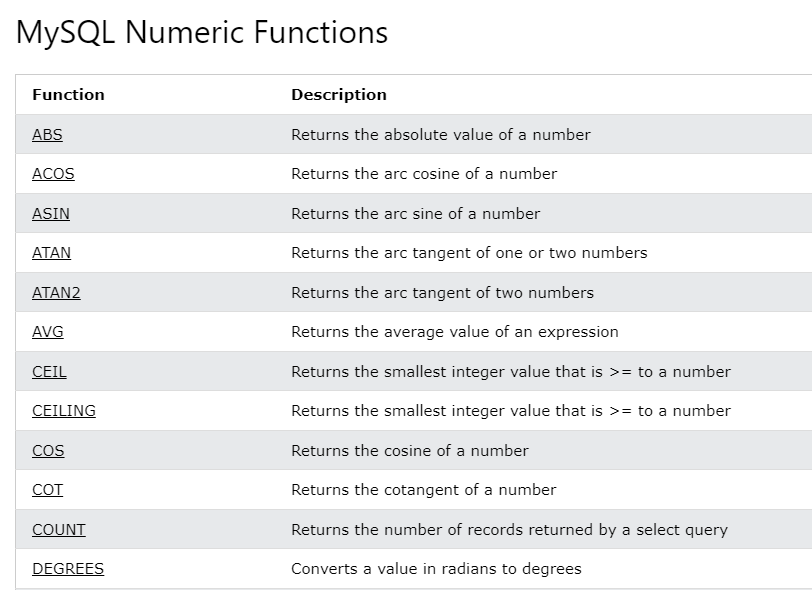 MySQL Numeric Functions
Function Description
ABS Returns the absolute value of a number
ACOS Returns the arc cosine of a number
ASIN Returns the arc sine of a number
ATAN Returns the arc tangent of one or two numbers
ATAN2 Returns the arc tangent of two numbers
AVG Returns the average value of an expression
CEIL Returns the smallest integer value that is >= to a number
CEILING Returns the smallest integer value that is >= to a number
COS Returns the cosine of a number
COT Returns the cotangent of a number
COUNT Returns the number of records returned by a select query
DEGREES Converts a value in radians to degrees